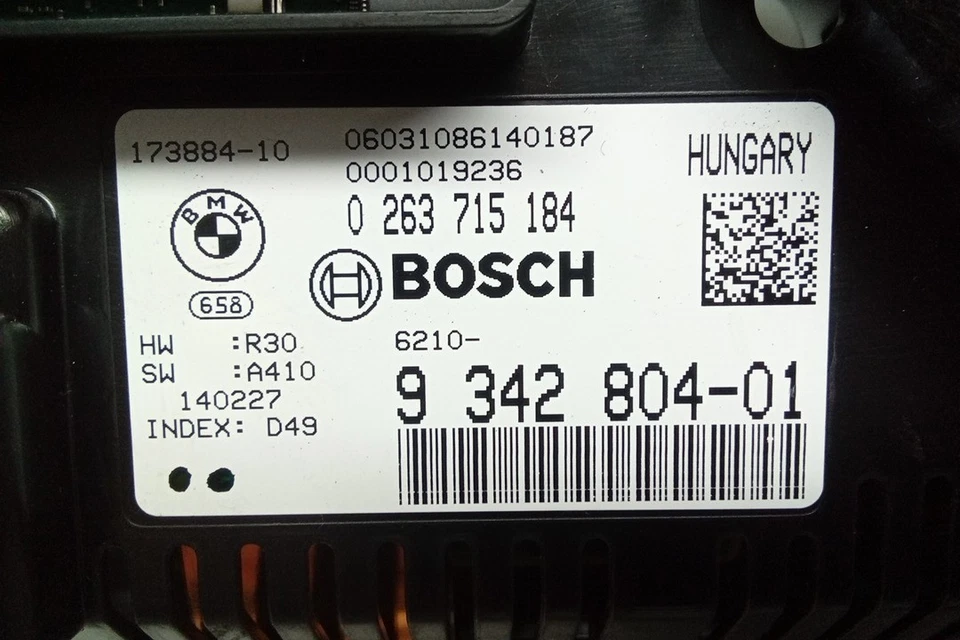 173884-10
06031086140187
0001019236
HUNGARY
0 263 715 184
BMW
BOSCH
658
HW :R30
6210-
SW :A410
140227
9 342 804-01
INDEX: D49